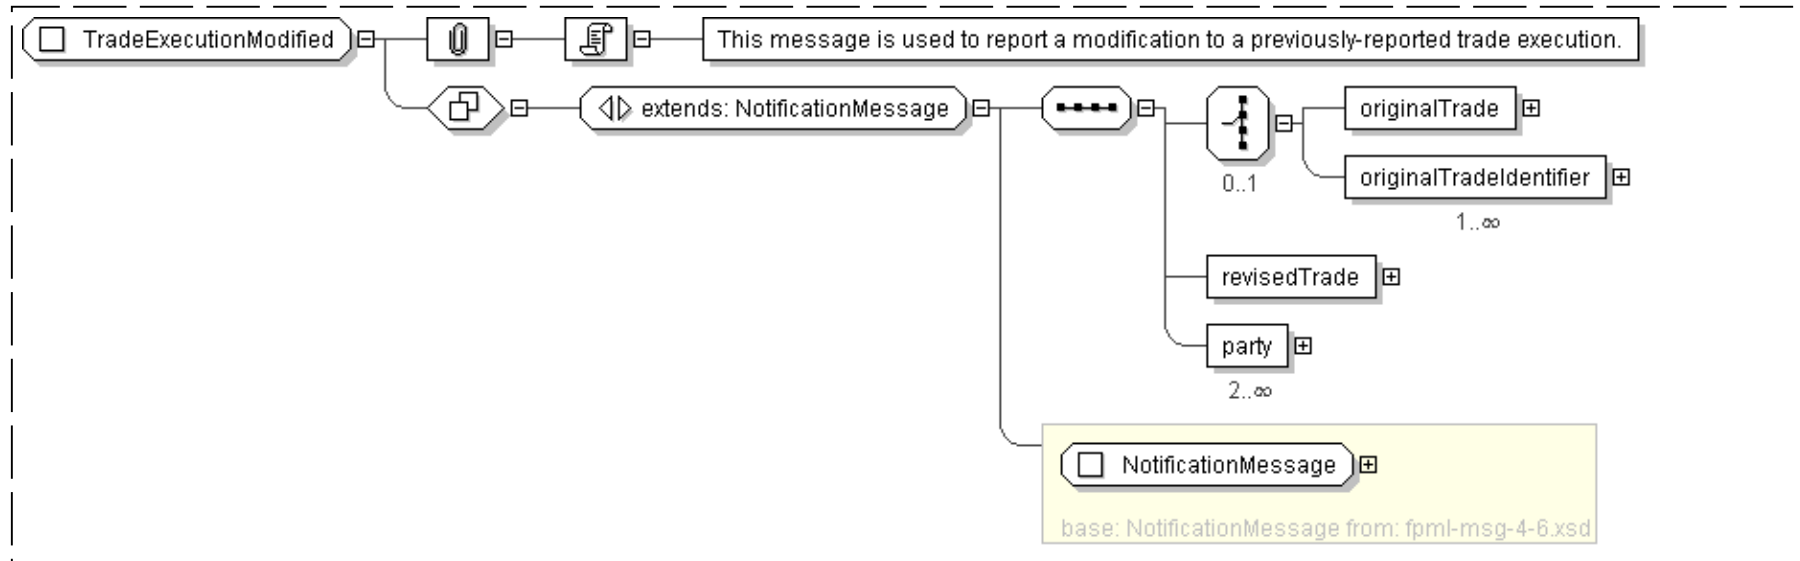 TradeExecutionModified
This message is used to report a modification to a previously-reported trade execution.
extends: NotificationMessage
originalTrade
0..1
originalTradeIdentifier
1..∞
revisedTrade
party
2..∞
NotificationMessage
base: NotificationMessage from: fpml-msg-4-6.xsd